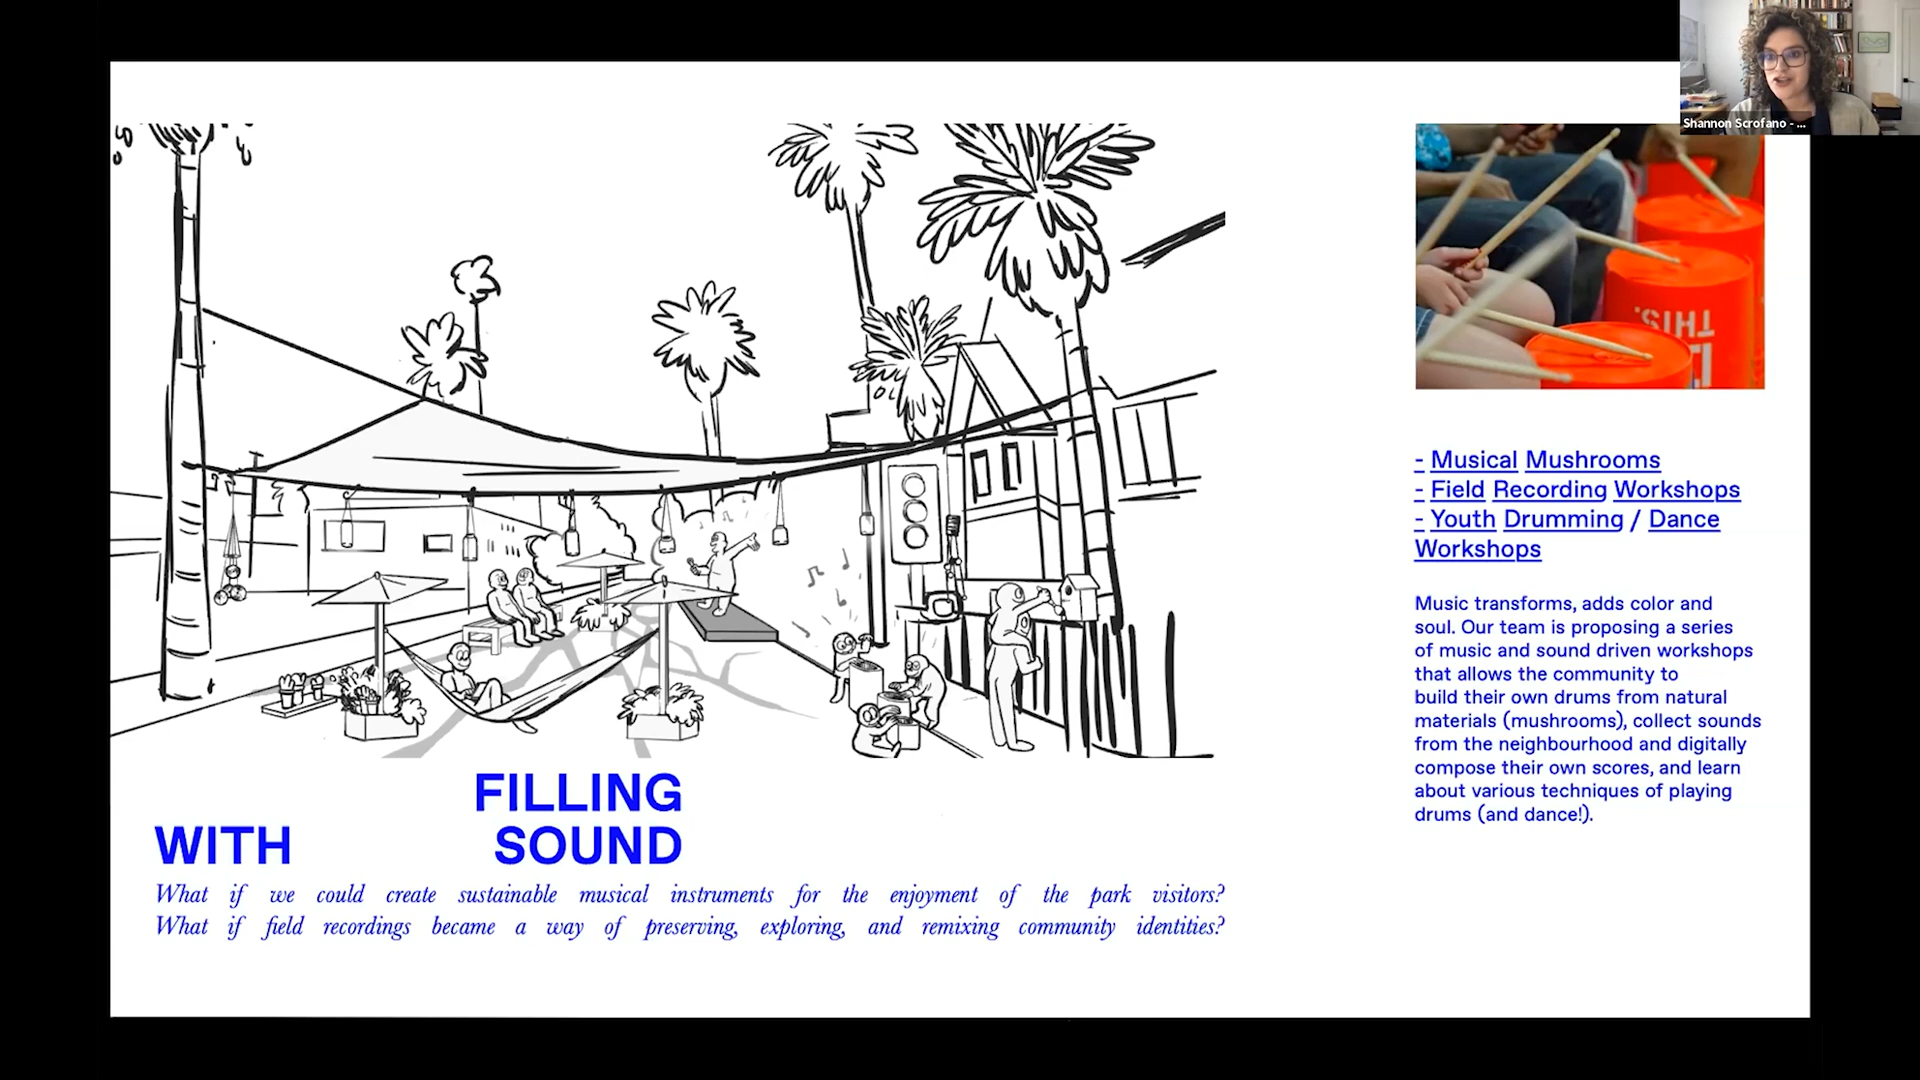 Shannon Scrofano - ...
THIS.
- Musical Mushrooms
- Field Recording Workshops
- Youth Drumming / Dance
Workshops
Music transforms, adds color and
soul. Our team is proposing a series
of music and sound driven workshops
that allows the community to
build their own drums from natural
materials (mushrooms), collect sounds
from the neighbourhood and digitally
compose their own scores, and learn
about various techniques of playing
drums (and dance!).
FILLING
WITH SOUND
What if we could create sustainable musical instruments for the enjoyment of the park visitors?
What if field recordings became a way of preserving, exploring, and remixing community identities?